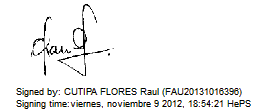 Signed by: CUTIPA FLORES Raul (FAU20131016396)
Signing time:viernes, noviembre 9 2012, 18:54:21 HePS